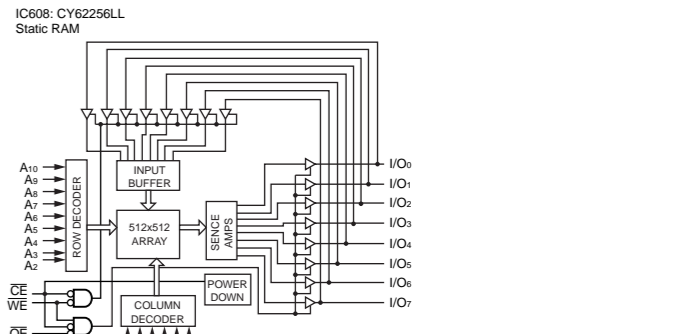 IC608: CY62256LL
Static RAM
INPUT
BUFFER
I/O0
A10
A9
A8
A7
A6
A5
A4
A3
A2
ROW DECODER
I/O1
I/O2
512x512
ARRAY
SENCE
AMPS
I/O3
I/O4
I/O5
I/O6
I/O7
CE
WE
OE
POWER
DOWN
COLUMN
DECODER